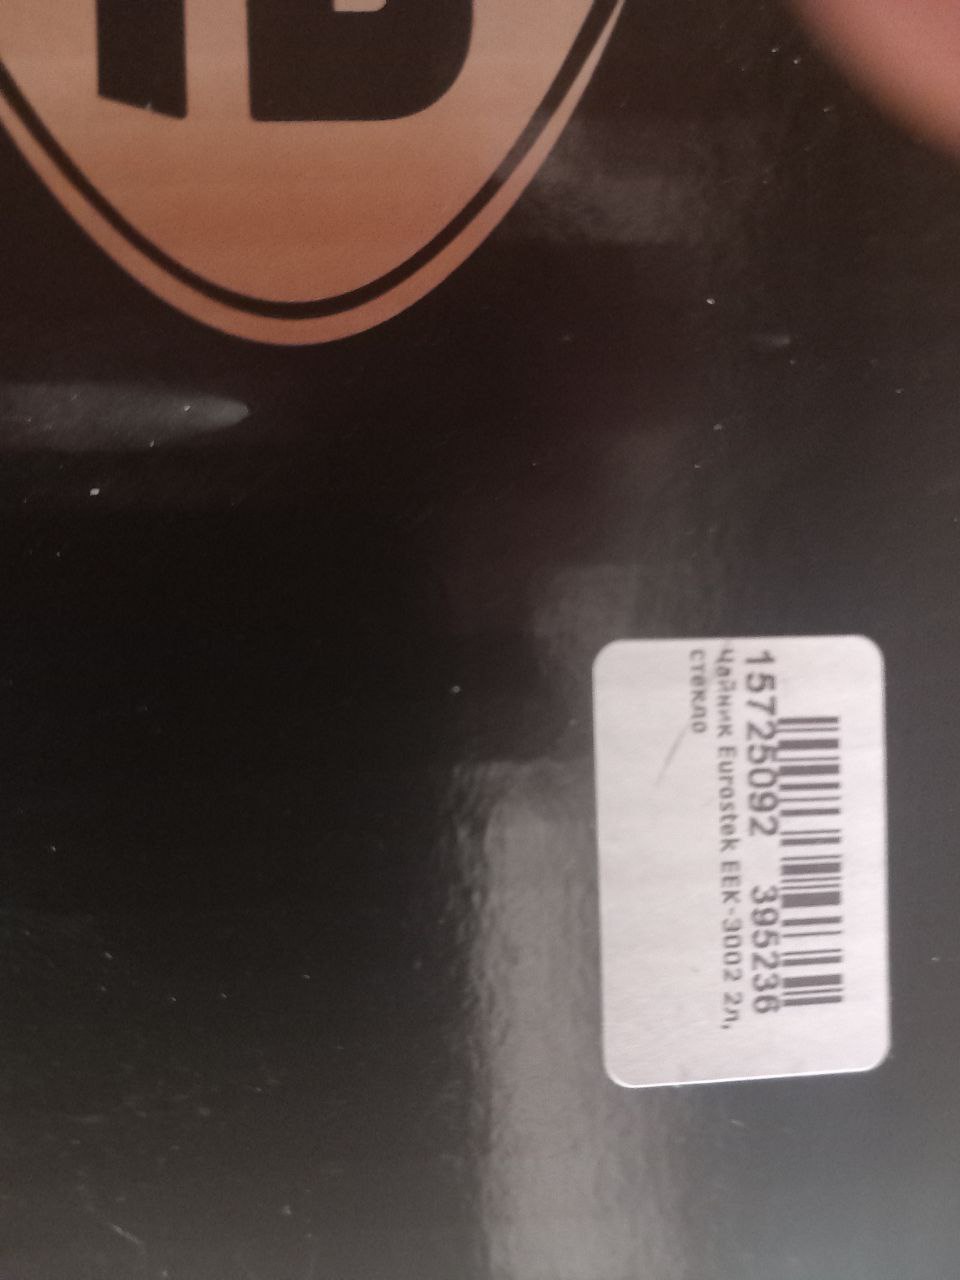 15725092 395236
Чайник Eurostek EEK-3002 2л,
стекло